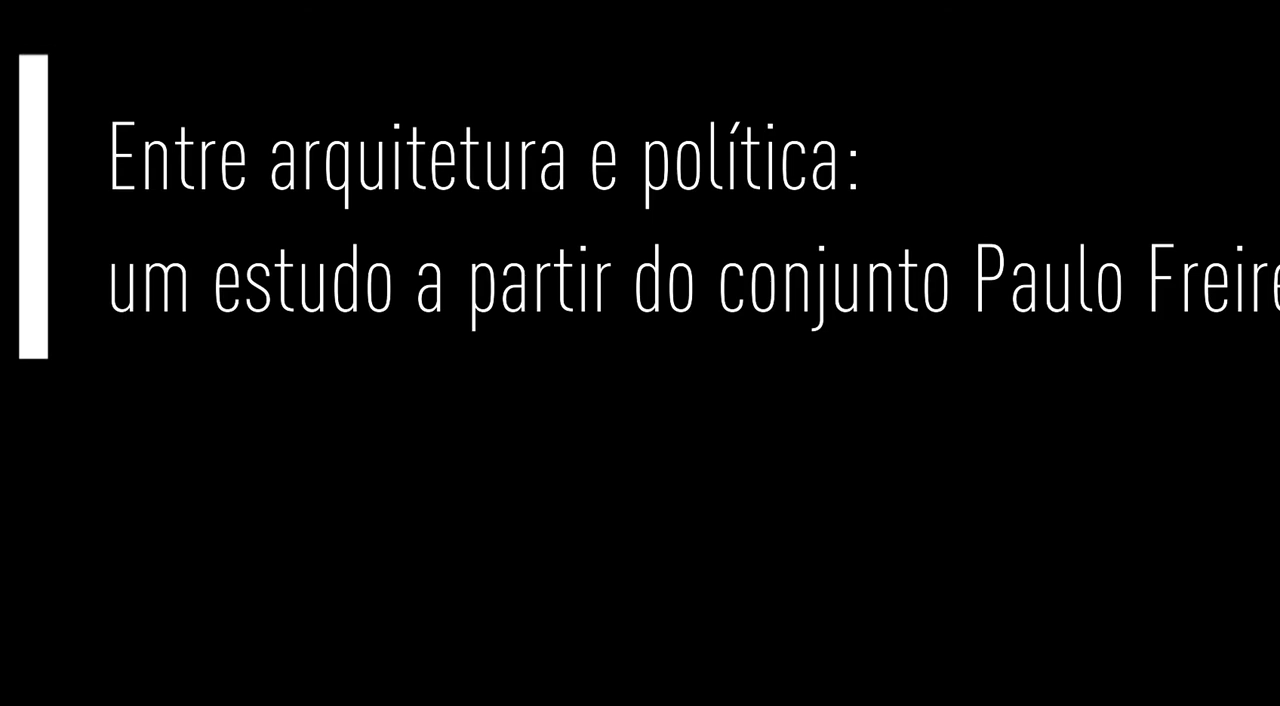 Entre arquitetura e política:
um estudo a partir do conjunto Paulo Freire